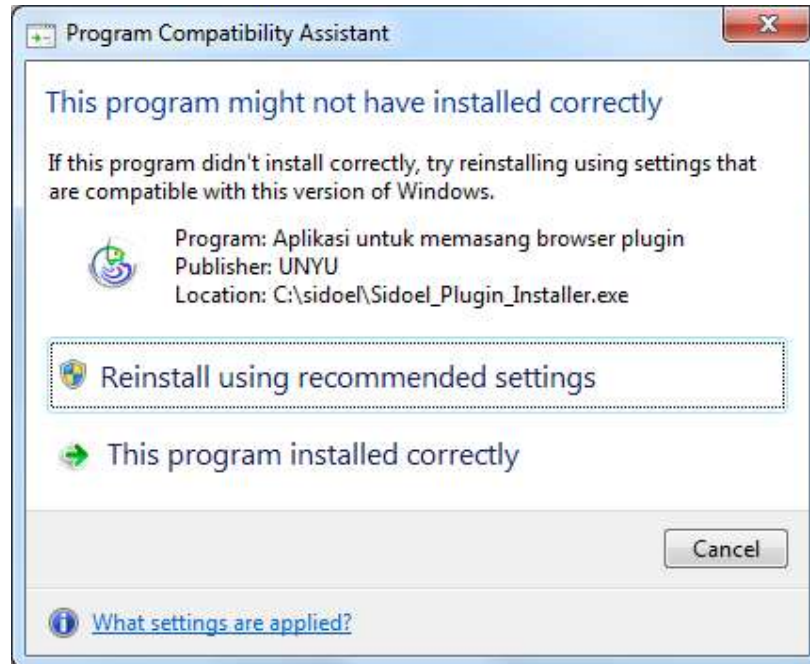 Program Compatibility Assistant
This program might not have installed correctly
If this program didn't install correctly, try reinstalling using settings that
are compatible with this version of Windows.
Program: Aplikasi untuk memasang browser plugin
Publisher: UNYU
Location: C:\sidoel\Sidoel_Plugin_Installer.exe
Reinstall using recommended settings
This program installed correctly
Cancel
What settings are applied?